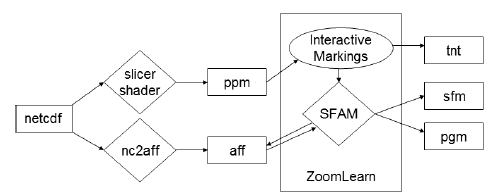 Interactive
Markings
tnt
slicer
shader
ppm
sfm
SFAM
netcdf
pgm
nc2aff
aff
ZoomLearn